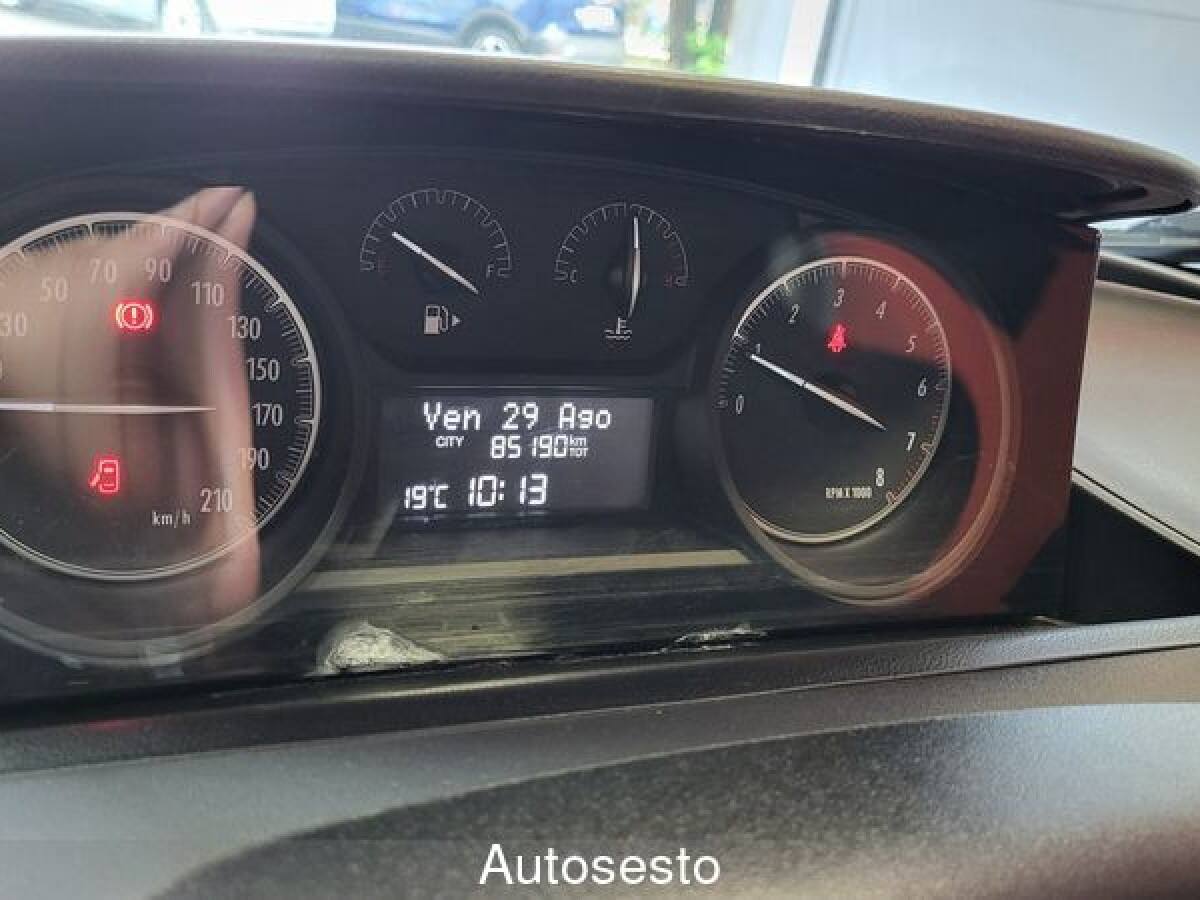 30 50 70 90 110 130 150 170 190 210
km/h
F
C
0 1 2 3 4 5 6 7 8
RPM X 1000
Ven 29 Ago
CITY 85190 km TOT
19°C 10:13
Autosesto